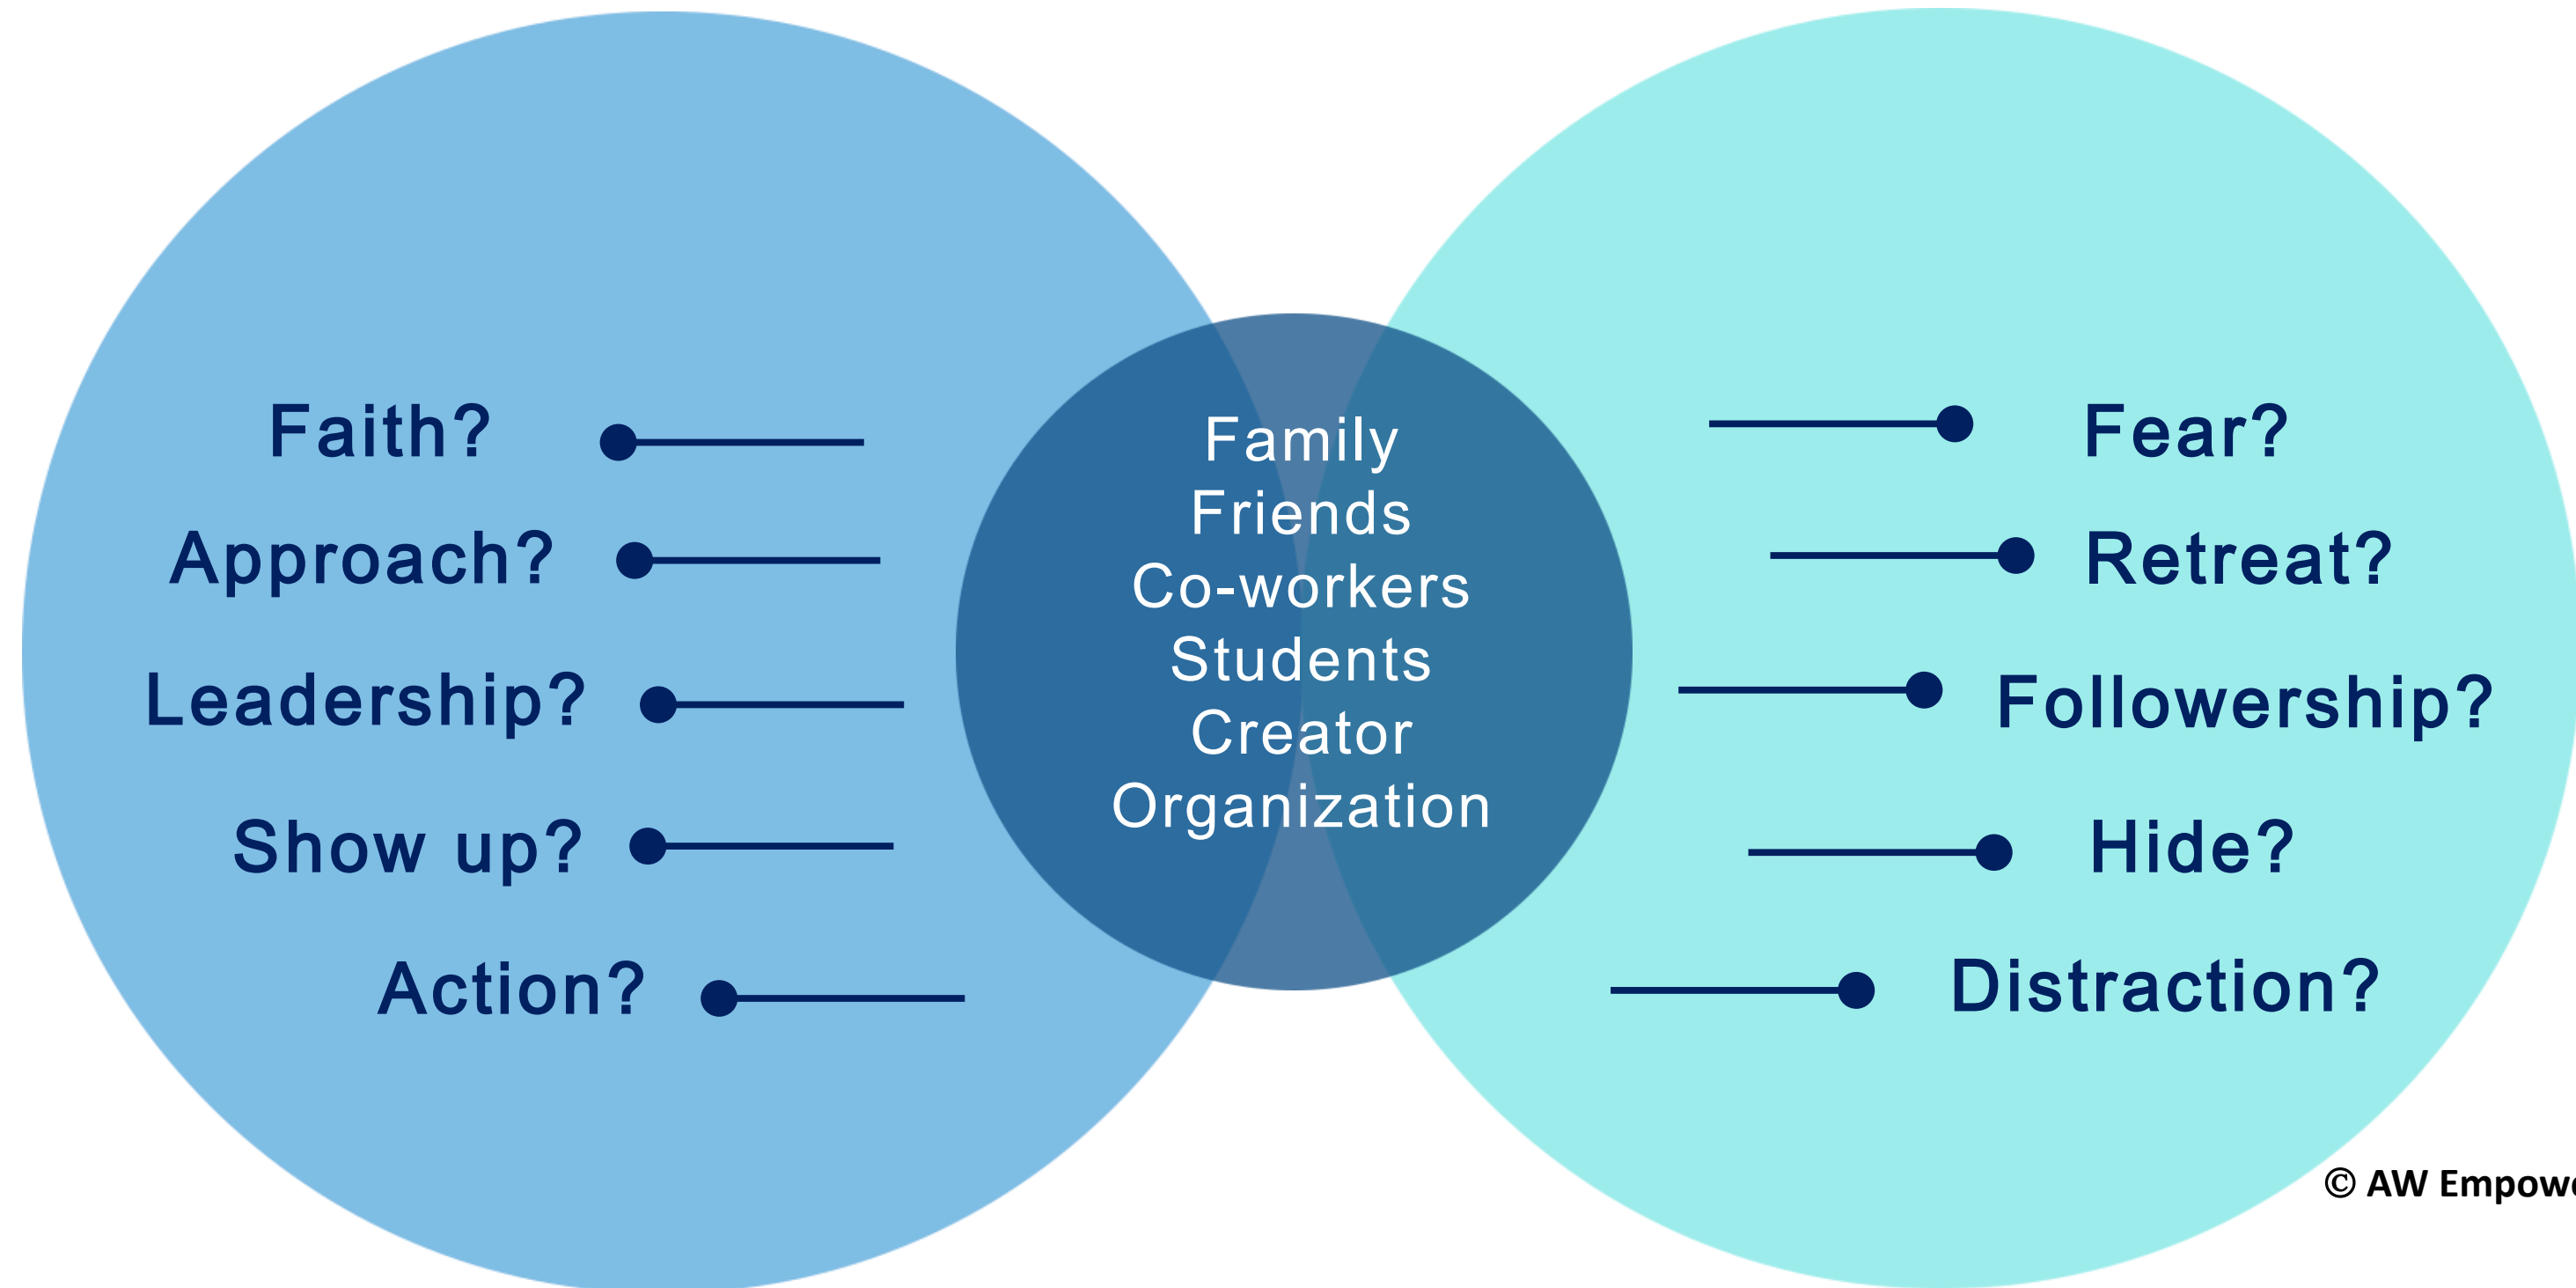 Faith?
Approach?
Leadership?
Show up?
Action?
Family
Friends
Co-workers
Students
Creator
Organization
Fear?
Retreat?
Followership?
Hide?
Distraction?
© AW